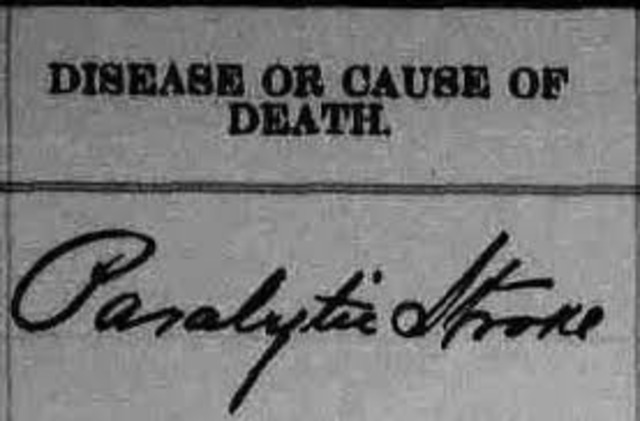 DISEASE OR CAUSE OF
DEATH.
Paralytic Stroke